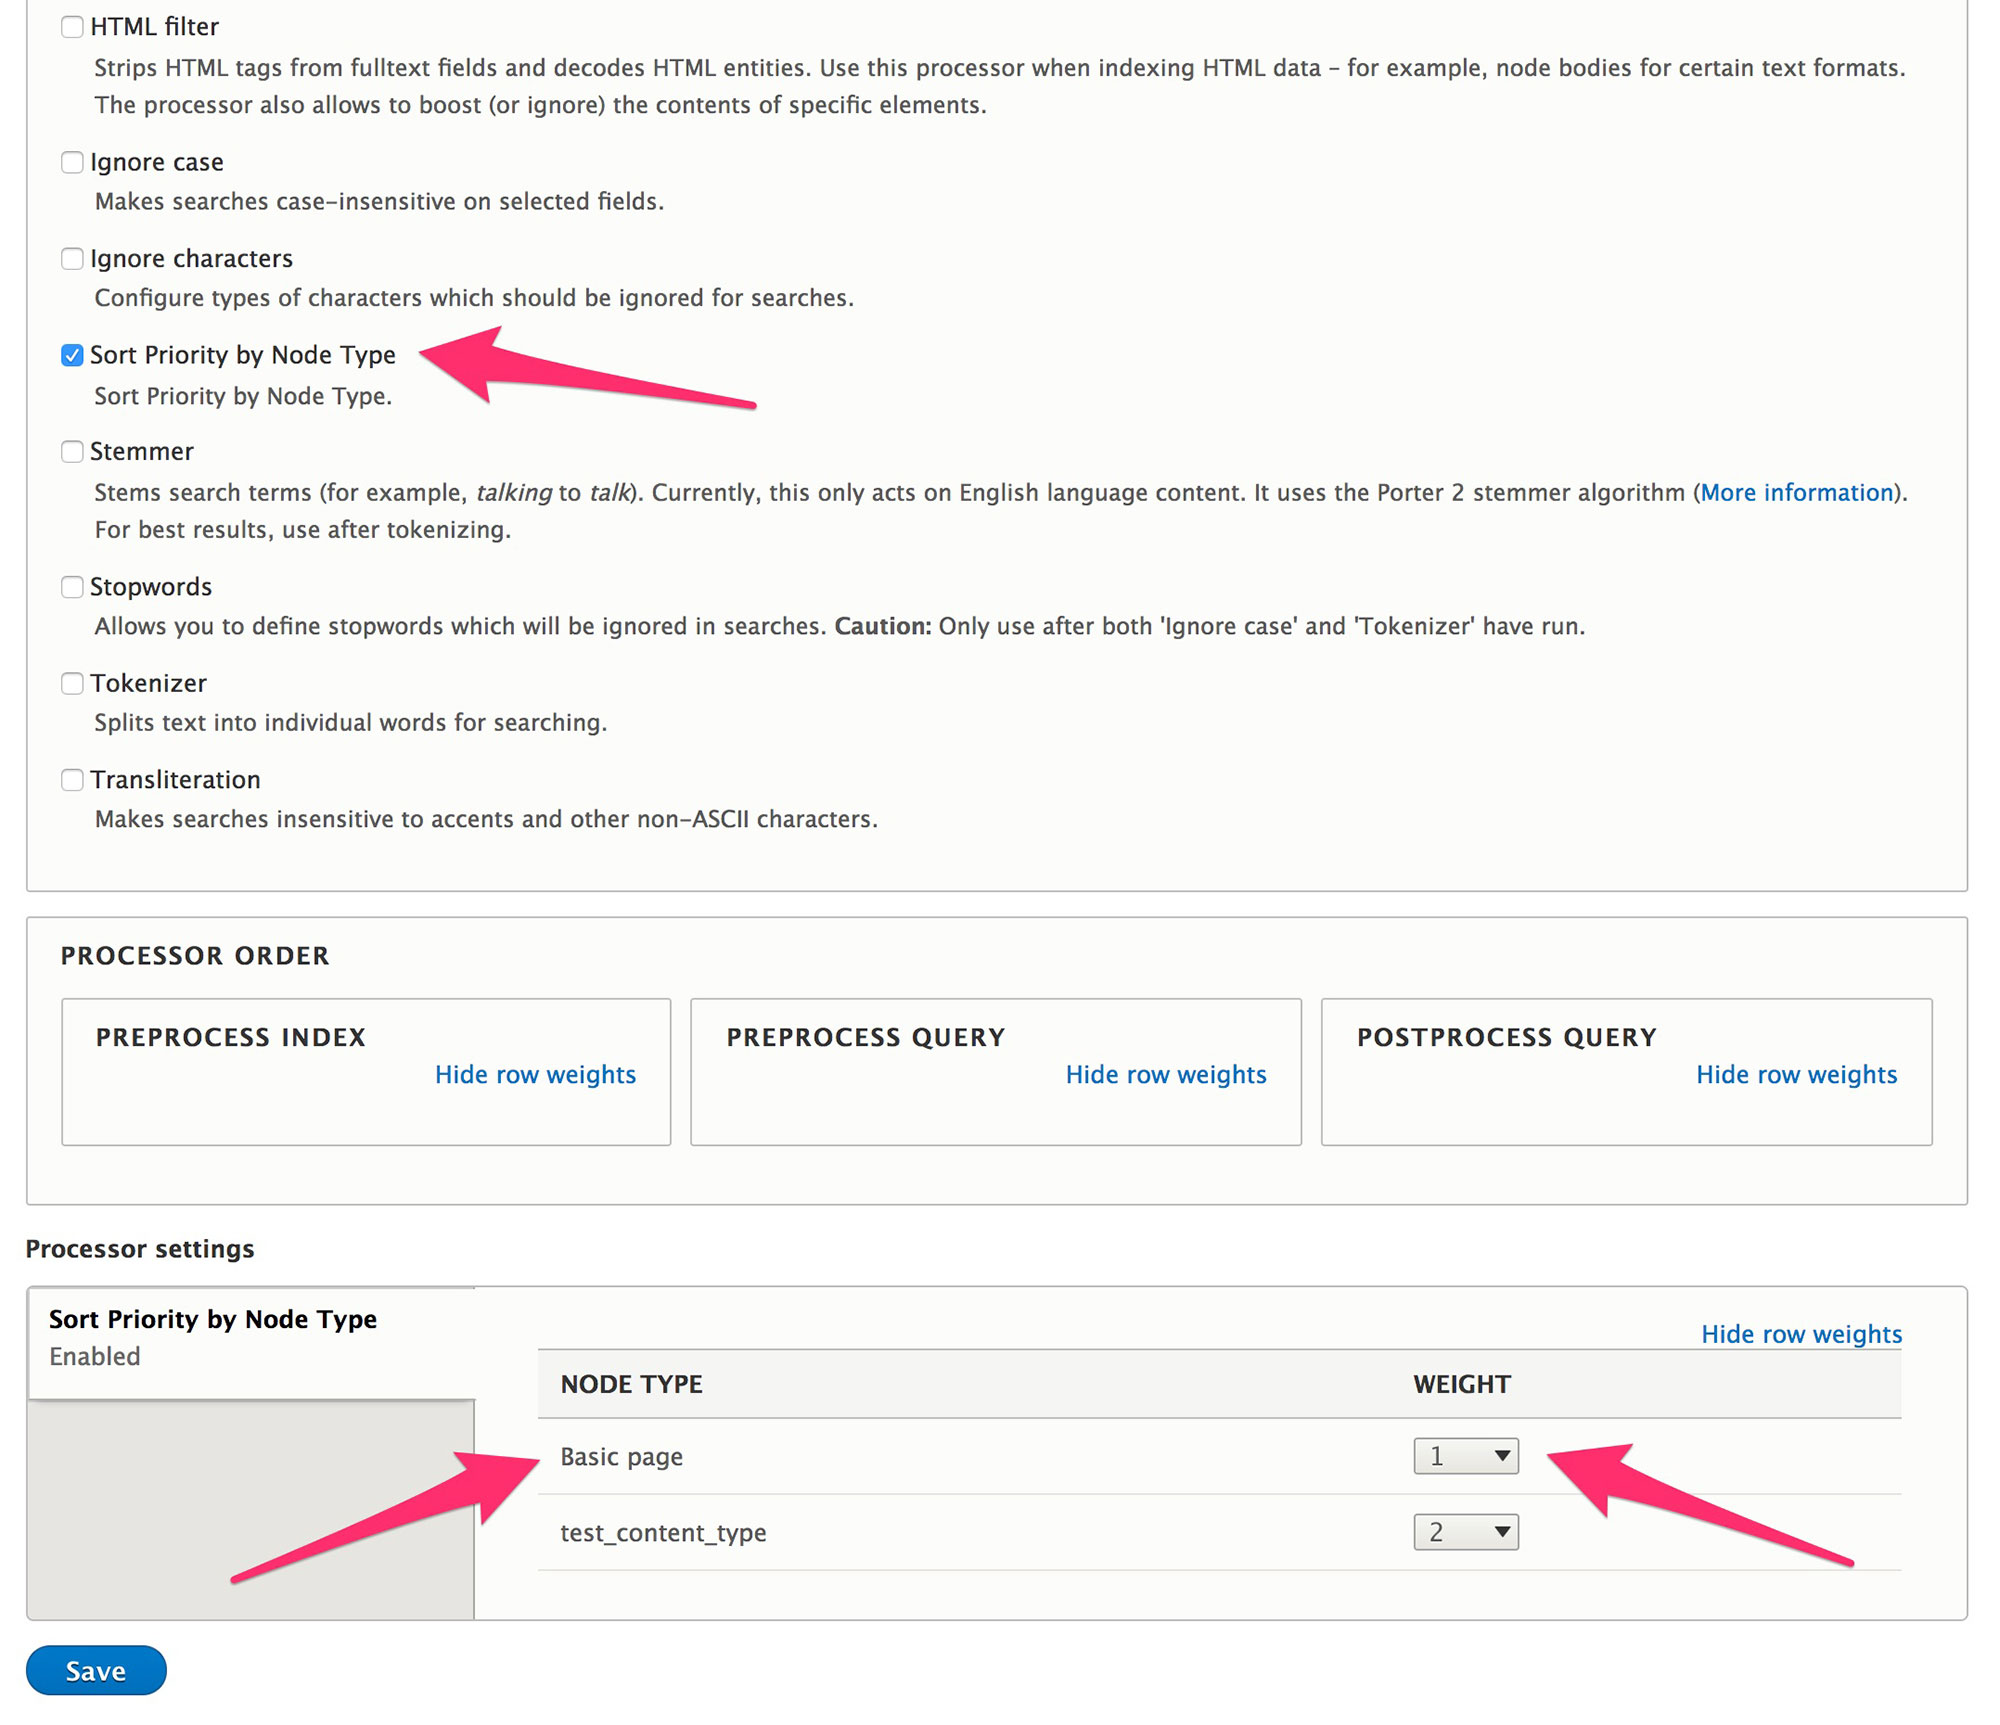 HTML filter
Strips HTML tags from fulltext fields and decodes HTML entities. Use this processor when indexing HTML data – for example, node bodies for certain text formats.
The processor also allows to boost (or ignore) the contents of specific elements.
Ignore case
Makes searches case-insensitive on selected fields.
Ignore characters
Configure types of characters which should be ignored for searches.
Sort Priority by Node Type
Sort Priority by Node Type.
Stemmer
Stems search terms (for example, talking to talk). Currently, this only acts on English language content. It uses the Porter 2 stemmer algorithm (More information).
For best results, use after tokenizing.
Stopwords
Allows you to define stopwords which will be ignored in searches. Caution: Only use after both 'Ignore case' and 'Tokenizer' have run.
Tokenizer
Splits text into individual words for searching.
Transliteration
Makes searches insensitive to accents and other non-ASCII characters.
PROCESSOR ORDER
PREPROCESS INDEX
Hide row weights
PREPROCESS QUERY
Hide row weights
POSTPROCESS QUERY
Hide row weights
Processor settings
Sort Priority by Node Type
Enabled
Hide row weights
NODE TYPE WEIGHT
Basic page 1
test_content_type 2
Save